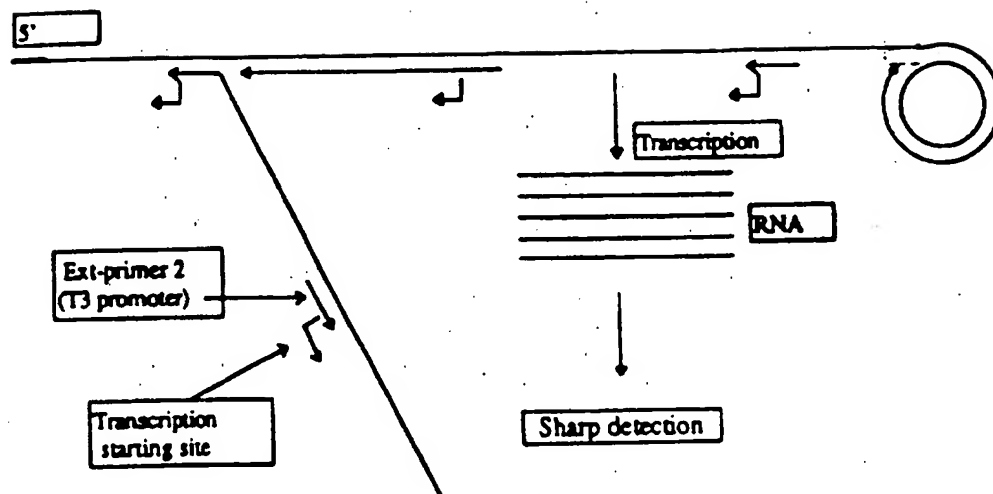 5'
Transcription
RNA
Ext-primer 2
(T3 promoter)
Transcription
starting site
Sharp detection